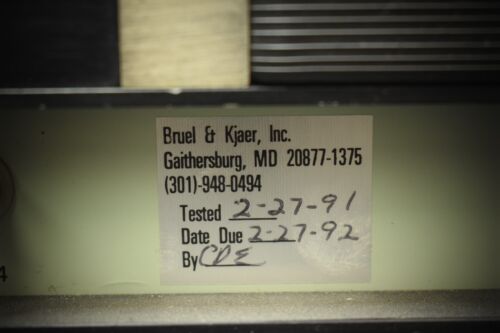 Bruel & Kjaer, Inc.
Gaithersburg, MD 20877-1375
(301)-948-0494
Tested 2-27-91
Date Due 2-27-92
By CDE
4